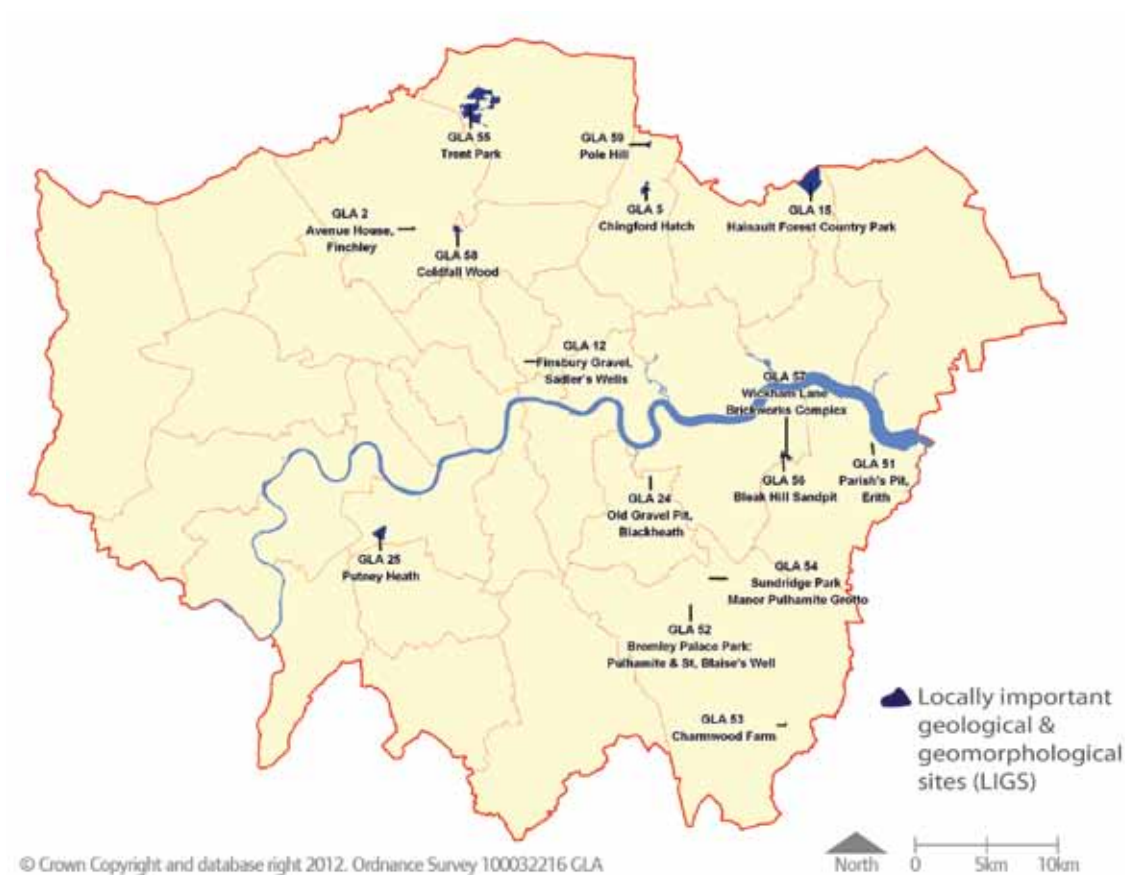 GLA 55
Trent Park
GLA 59
Pole Hill
GLA 5
Chingford Hatch
GLA 15
Hainault Forest Country Park
GLA 2
Avenue House,
Finchley
GLA 58
Coldfall Wood
GLA 12
Finsbury Gravel,
Sadler's Wells
GLA 57
Wickham Lane
Brickworks Complex
GLA 51
Parish's Pit,
Erith
GLA 56
Bleak Hill Sandpit
GLA 24
Old Gravel Pit,
Blackheath
GLA 25
Putney Heath
GLA 54
Sundridge Park
Manor Pulhamite Grotto
GLA 52
Bromley Palace Park:
Pulhamite & St. Blaise's Well
GLA 53
Charmwood Farm
Locally important
geological &
geomorphological
sites (LIGS)
© Crown Copyright and database right 2012. Ordnance Survey 100032216 GLA
North
0 5km 10km